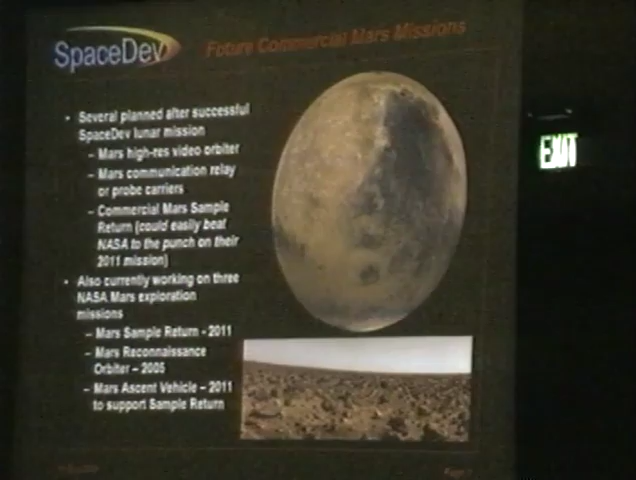 SpaceDev
Future Commercial Mars Missions
• Several planned after successful
SpaceDev lunar mission
– Mars high-res video orbiter
– Mars communication relay
or probe carriers
– Commercial Mars Sample
Return (could easily beat
NASA to the punch on their
2011 mission)
• Also currently working on three
NASA Mars exploration
missions
– Mars Sample Return - 2011
– Mars Reconnaissance
Orbiter – 2005
– Mars Ascent Vehicle – 2011
to support Sample Return
EXIT